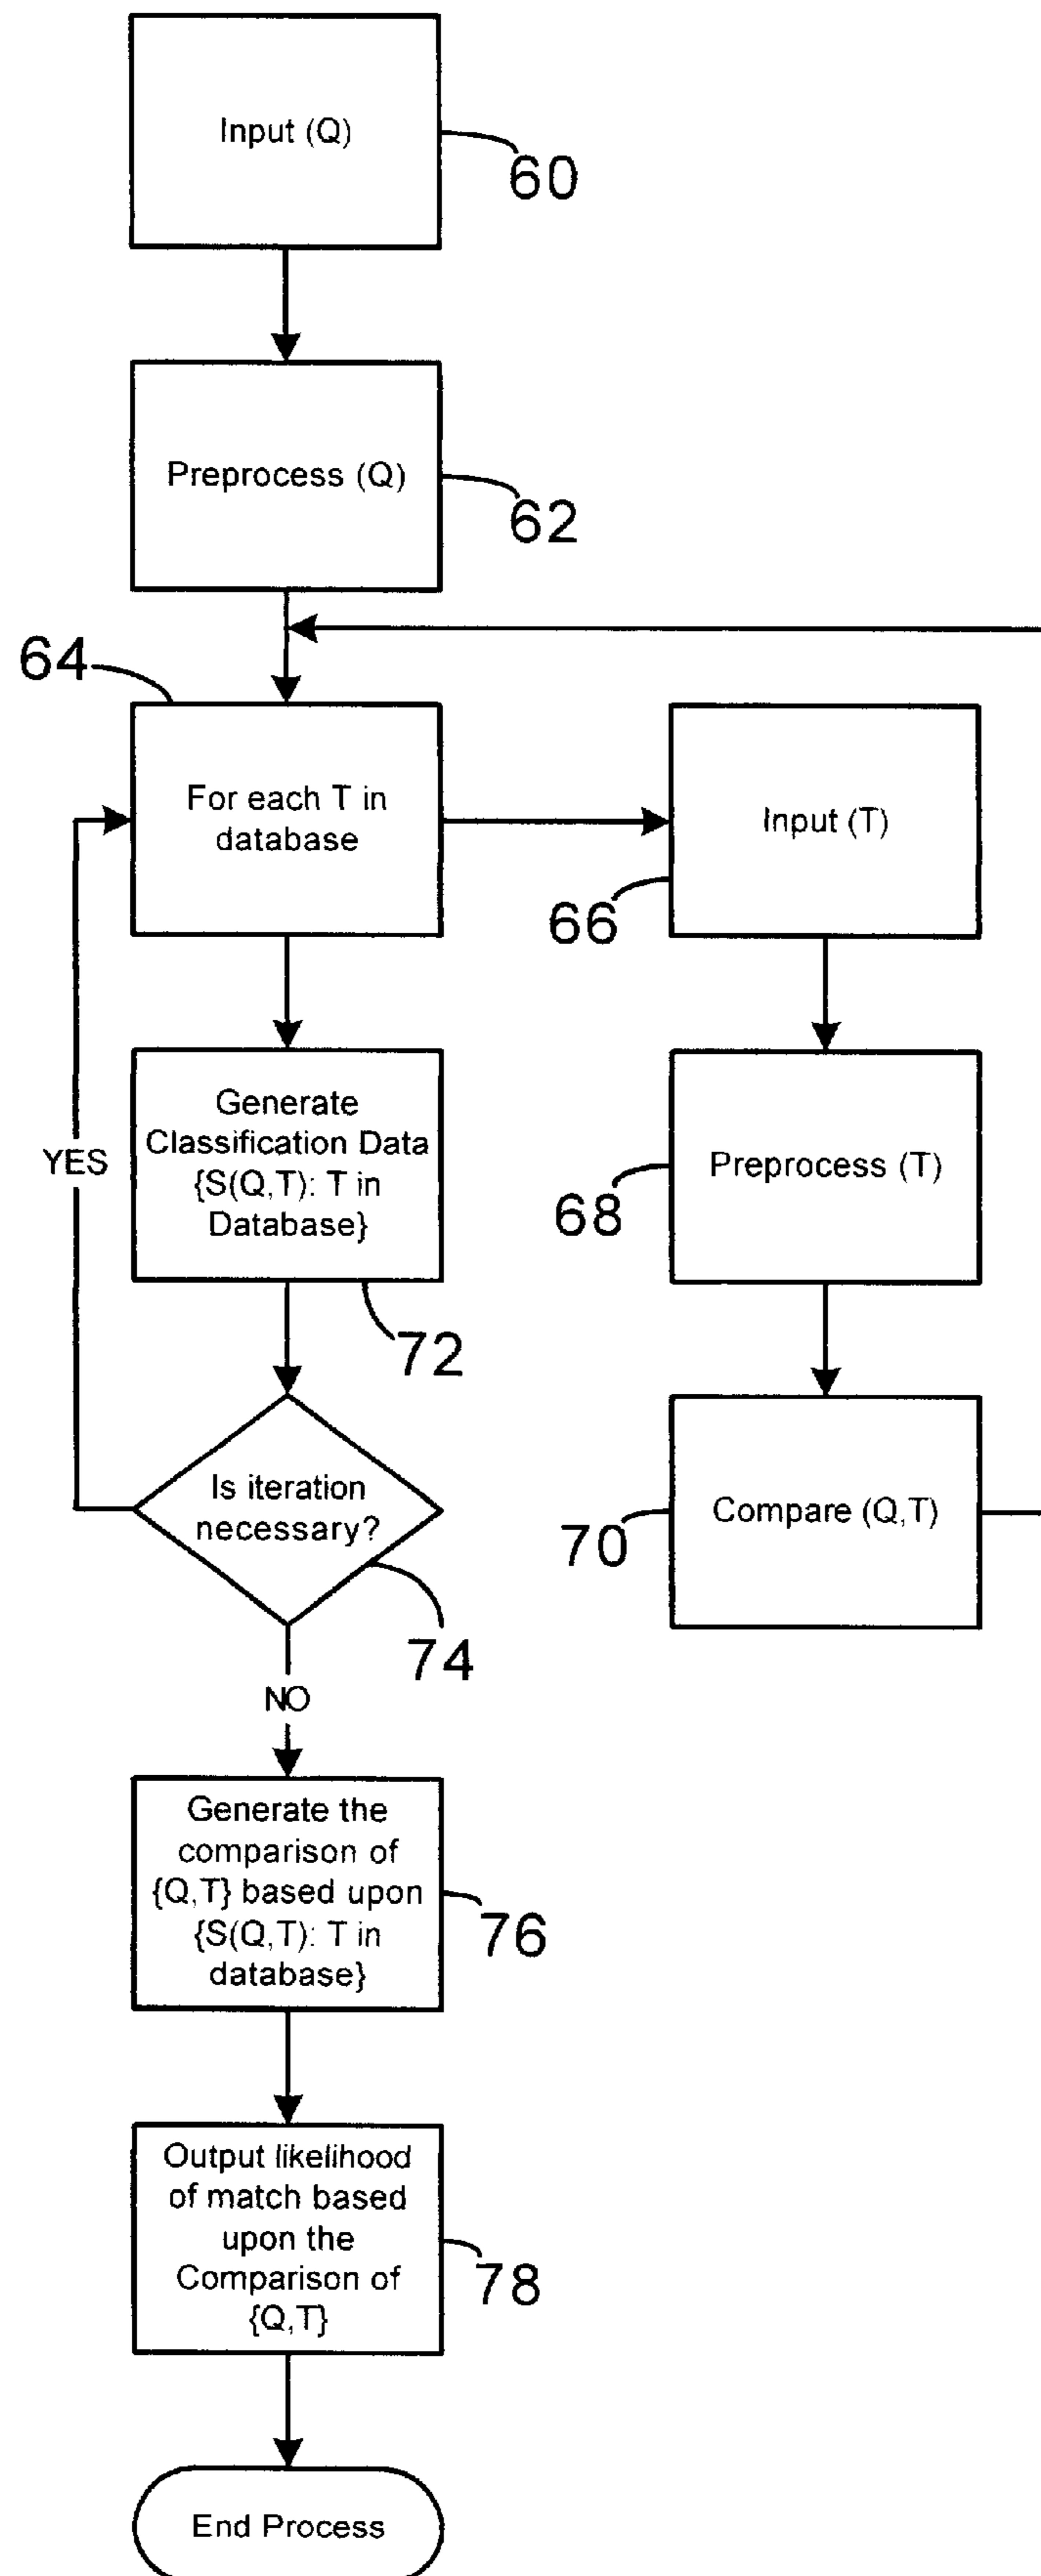 Input (Q)
60
Preprocess (Q)
62
64
For each T in
database
Input (T)
66
Generate
Classification Data
{S(Q,T): T in
Database}
YES
Preprocess (T)
68
72
Is iteration
necessary?
Compare (Q,T)
70
74
NO
Generate the
comparison of
{Q,T} based upon
{S(Q,T): T in
database}
76
Output likelihood
of match based
upon the
Comparison of
{Q,T}
78
End Process